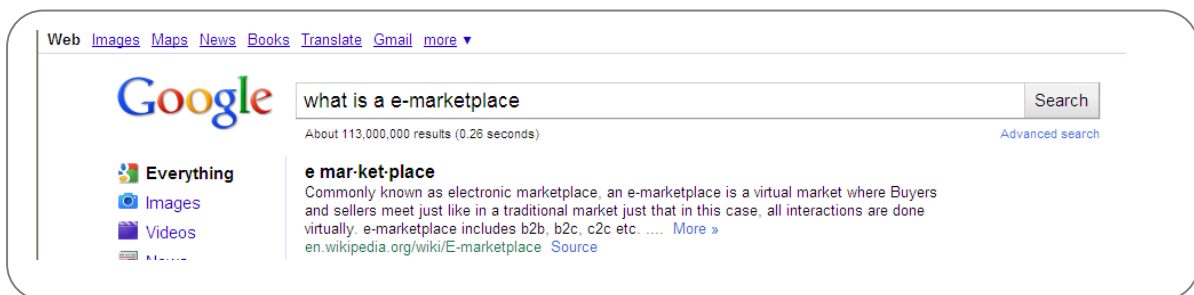 Web Images Maps News Books Translate Gmail more ▼
Google what is a e-marketplace Search
About 113,000,000 results (0.26 seconds) Advanced search
Everything
Images
Videos
News
e mar·ket·place
Commonly known as electronic marketplace, an e-marketplace is a virtual market where Buyers
and sellers meet just like in a traditional market just that in this case, all interactions are done
virtually. e-marketplace includes b2b, b2c, c2c etc. .... More »
en.wikipedia.org/wiki/E-marketplace Source